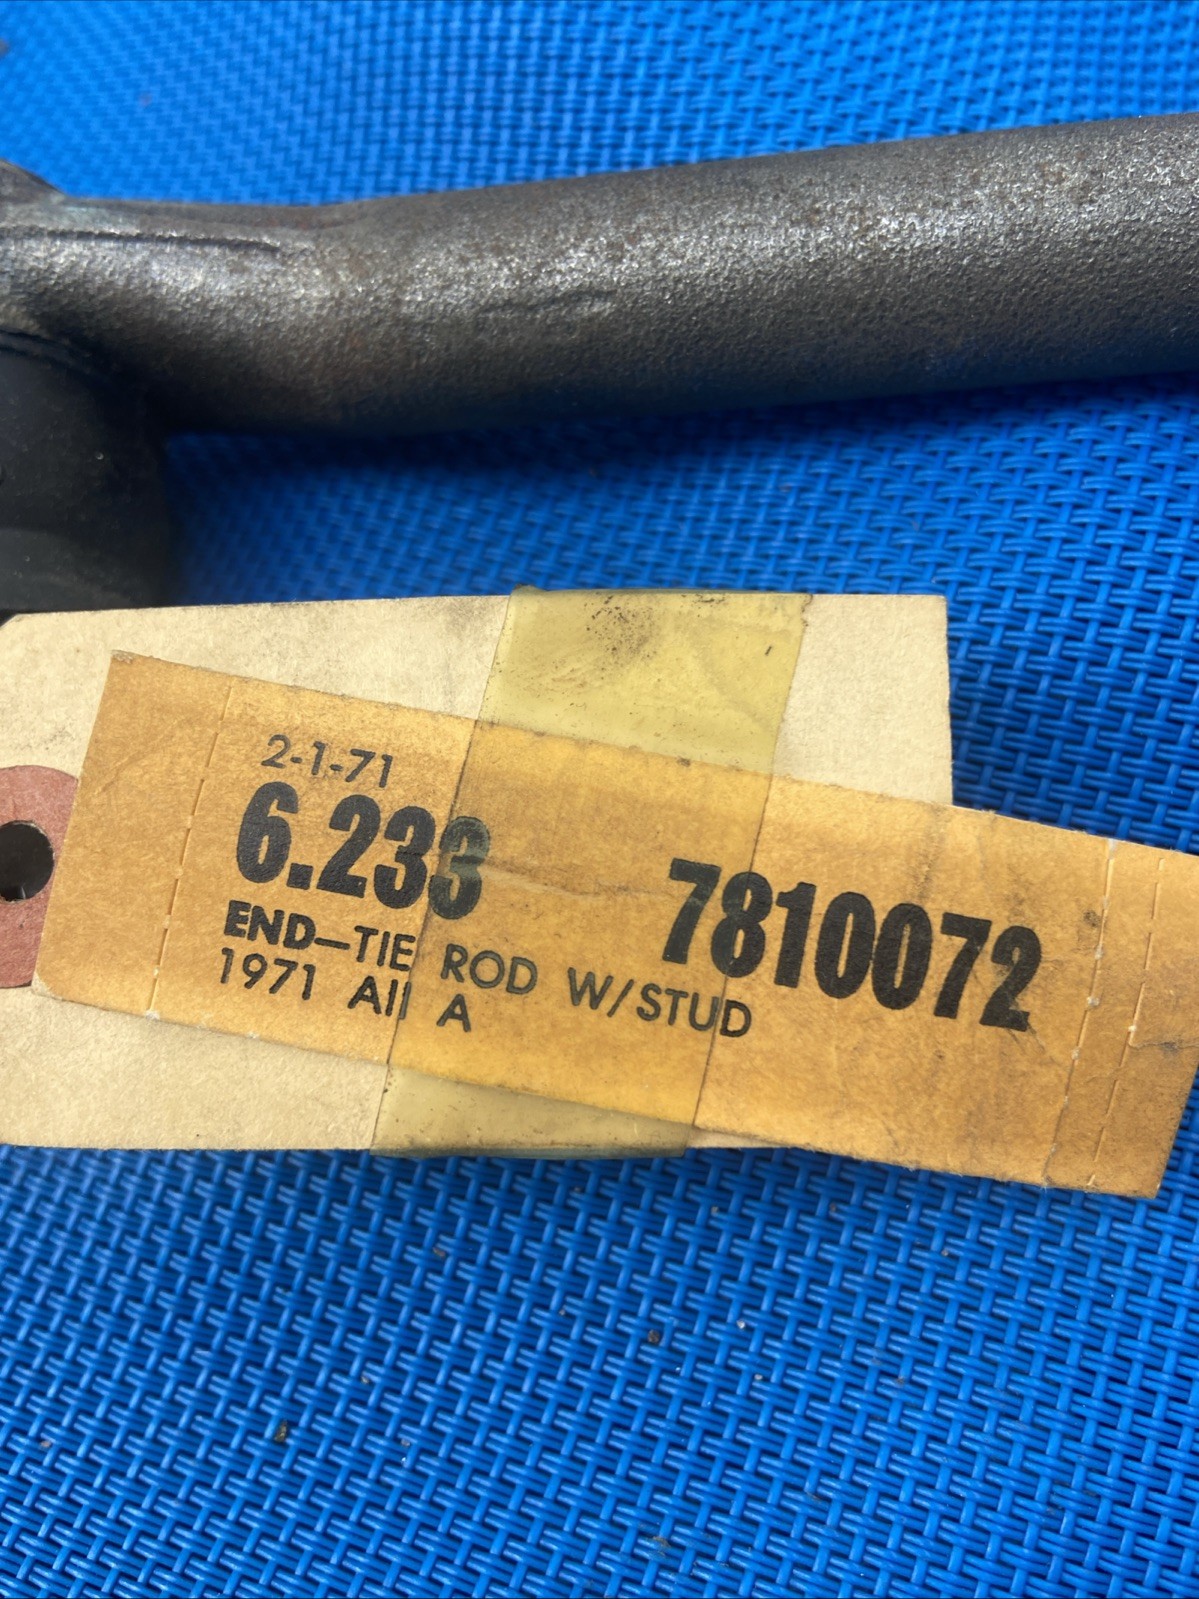 2-1-71
6.233 7810072
END—TIE ROD W/STUD
1971 All A